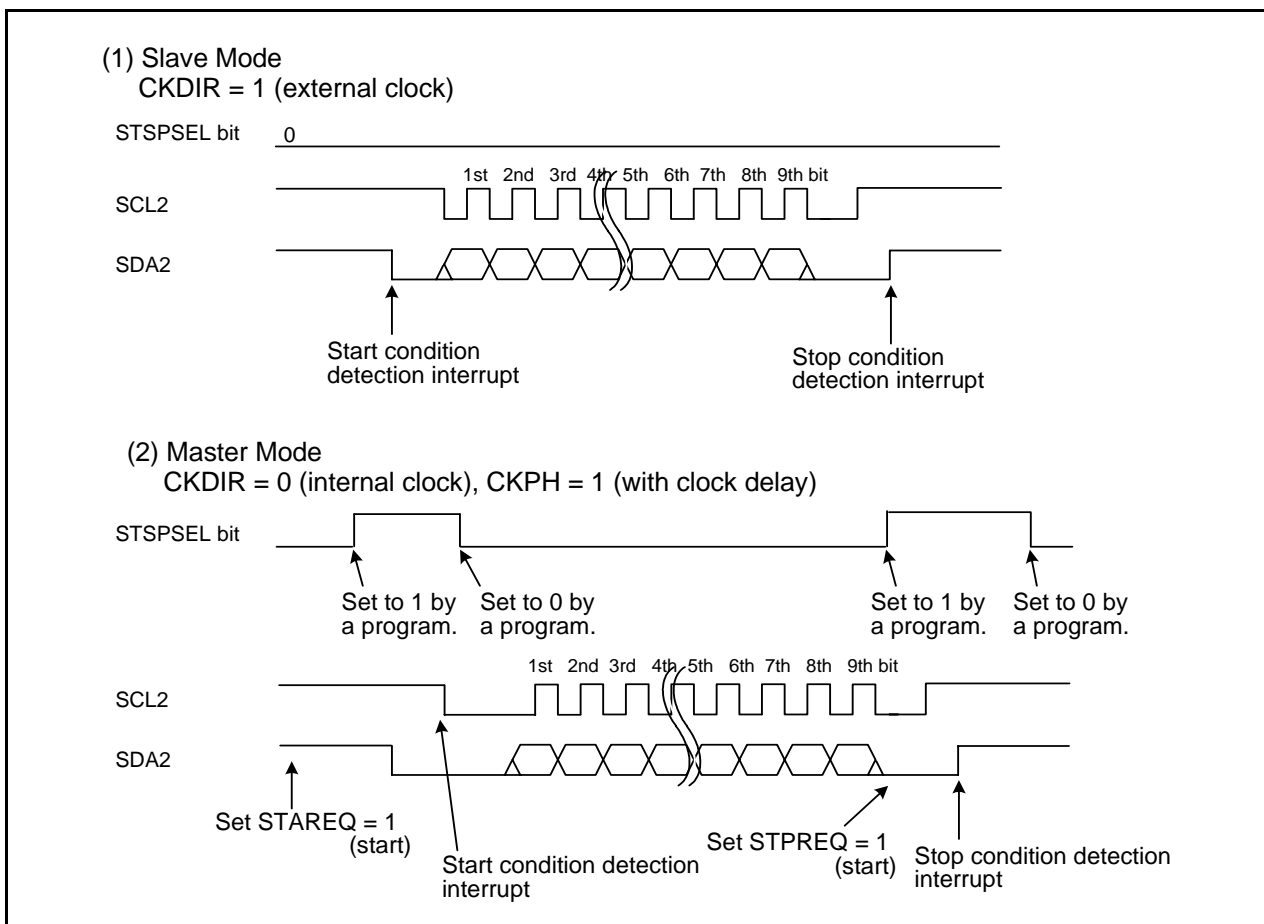 (1) Slave Mode
CKDIR = 1 (external clock)
STSPSEL bit
0
1st 2nd 3rd 4th 5th 6th 7th 8th 9th bit
SCL2
SDA2
Start condition
detection interrupt
Stop condition
detection interrupt
(2) Master Mode
CKDIR = 0 (internal clock), CKPH = 1 (with clock delay)
STSPSEL bit
Set to 1 by
a program.
Set to 0 by
a program.
Set to 1 by
a program.
Set to 0 by
a program.
1st 2nd 3rd 4th 5th 6th 7th 8th 9th bit
SCL2
SDA2
Set STAREQ = 1
(start)
Start condition detection
interrupt
Set STPREQ = 1
(start)
Stop condition detection
interrupt